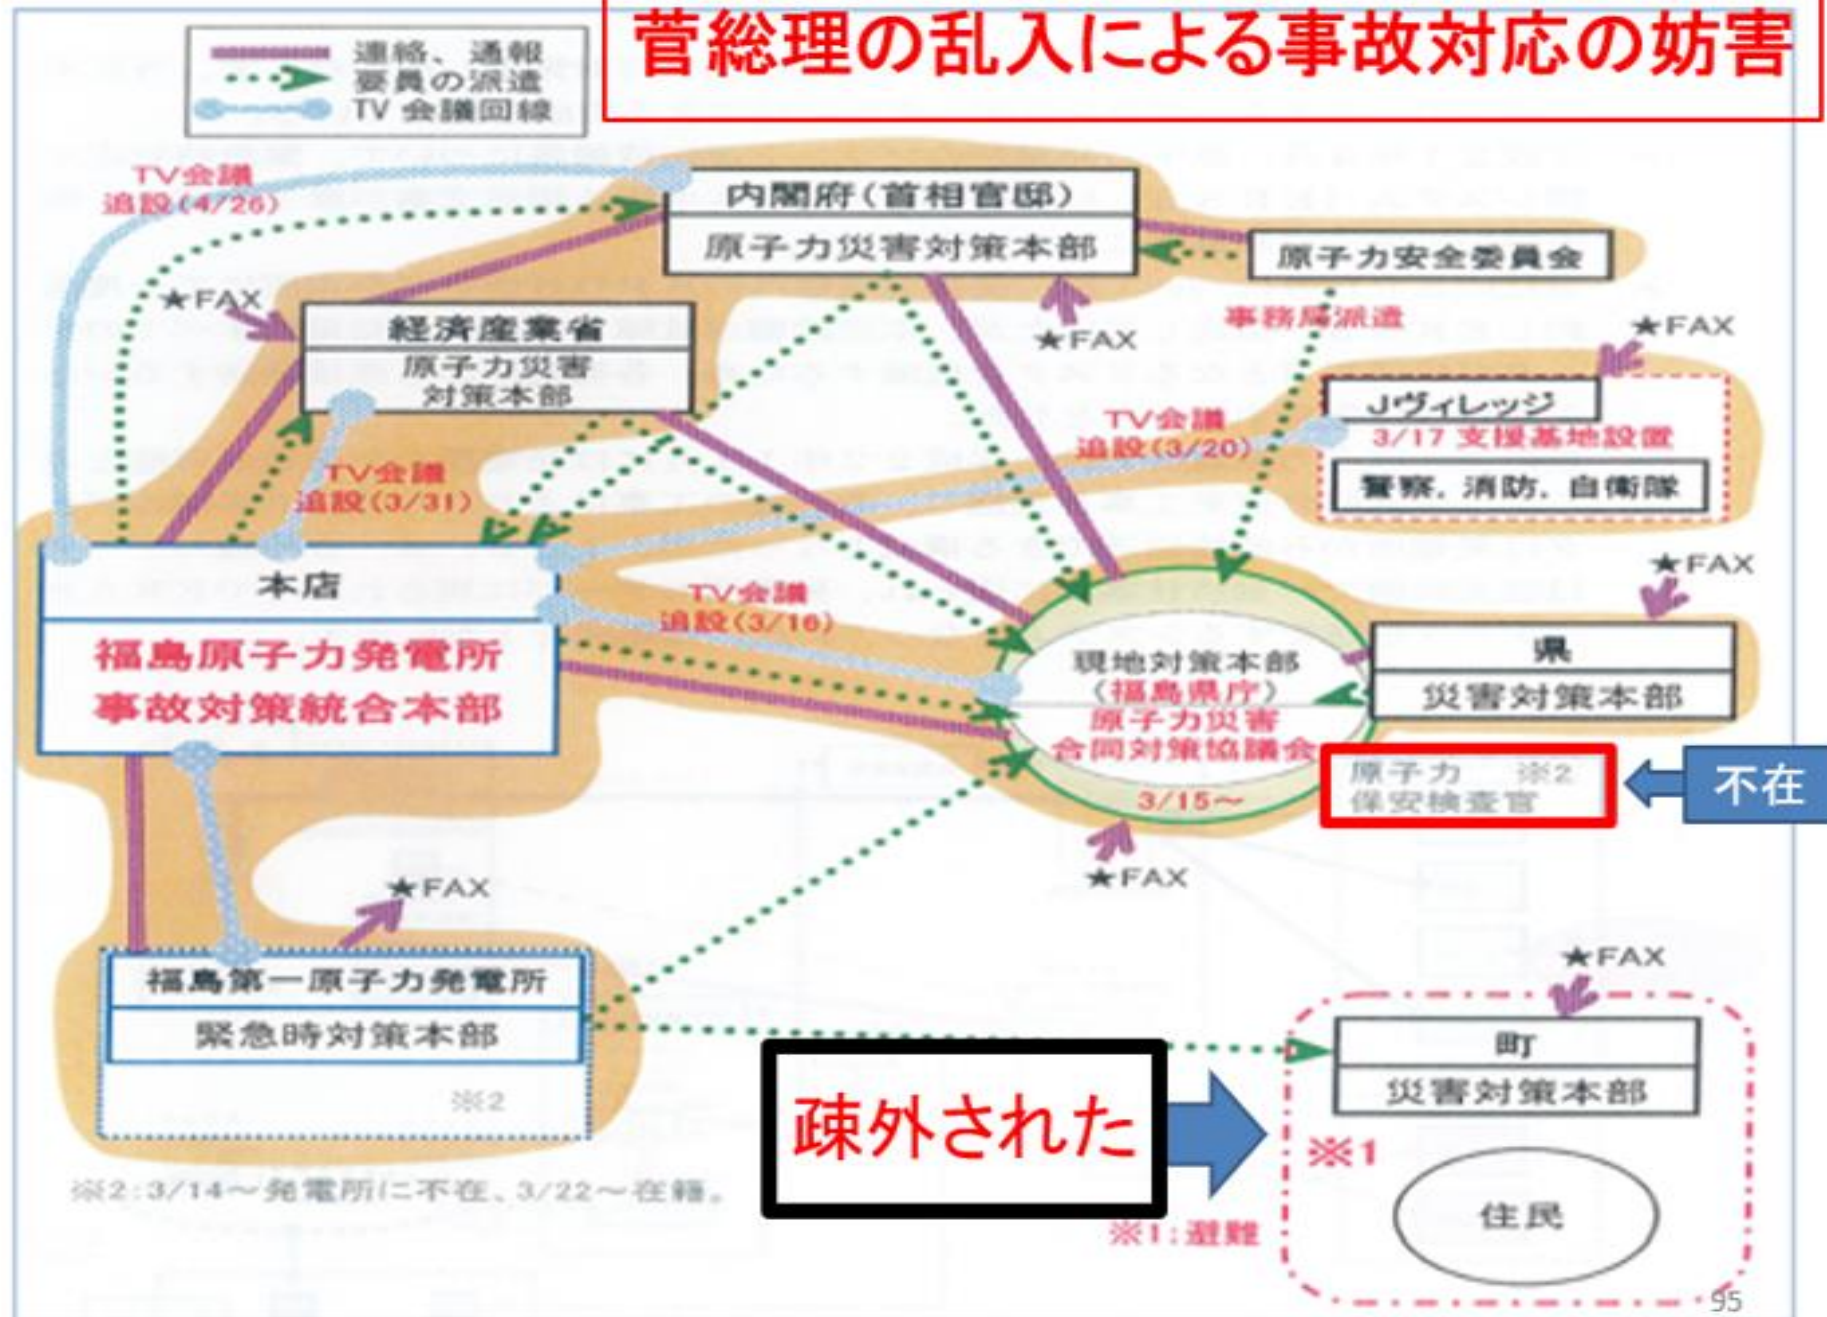 菅総理の乱入による事故対応の妨害
連絡、通報
要員の派遣
TV 会議回線
TV会議
追設(4/26)
内閣府(首相官邸)
原子力災害対策本部
原子力安全委員会
事務局派遣
★FAX
★FAX
★FAX
経済産業省
原子力災害
対策本部
Jヴィレッジ
3/17 支援基地設置
警察、消防、自衛隊
TV会議
追設(3/20)
TV会議
追設(3/31)
本店
福島原子力発電所
事故対策統合本部
TV会議
追設(3/16)
★FAX
現地対策本部
(福島県庁)
原子力災害
合同対策協議会
3/15～
県
災害対策本部
原子力 ※2
保安検査官
不在
★FAX
★FAX
福島第一原子力発電所
緊急時対策本部
※2
※2:3/14～発電所に不在、3/22～在籍。
疎外された
★FAX
町
災害対策本部
※1
住民
※1:避難
95